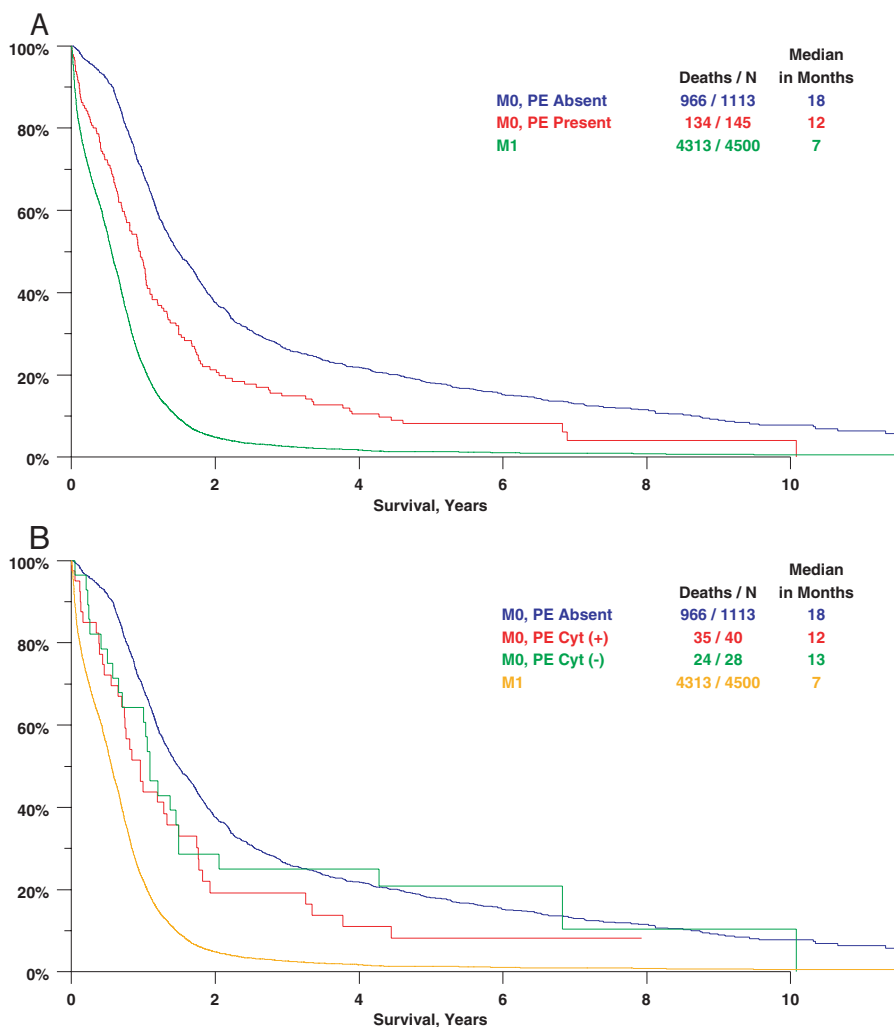 A
Median
Deaths / N in Months
M0, PE Absent 966 / 1113 18
M0, PE Present 134 / 145 12
M1 4313 / 4500 7
100%
80%
60%
40%
20%
0%
0 2 4 6 8 10
Survival, Years
B
Median
Deaths / N in Months
M0, PE Absent 966 / 1113 18
M0, PE Cyt (+) 35 / 40 12
M0, PE Cyt (-) 24 / 28 13
M1 4313 / 4500 7
100%
80%
60%
40%
20%
0%
0 2 4 6 8 10
Survival, Years